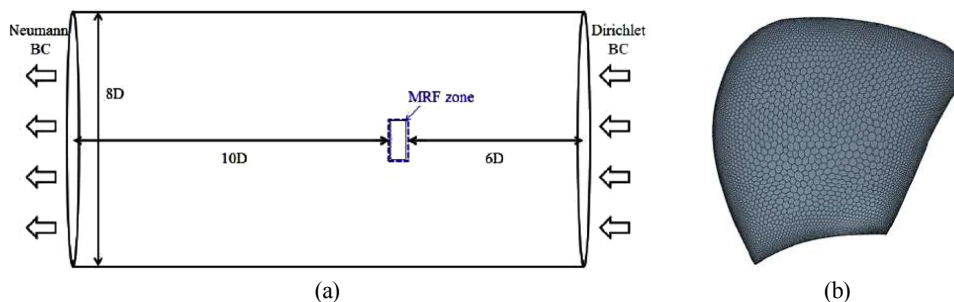 Neumann
BC
Dirichlet
BC
8D
MRF zone
10D
6D
(a)
(b)